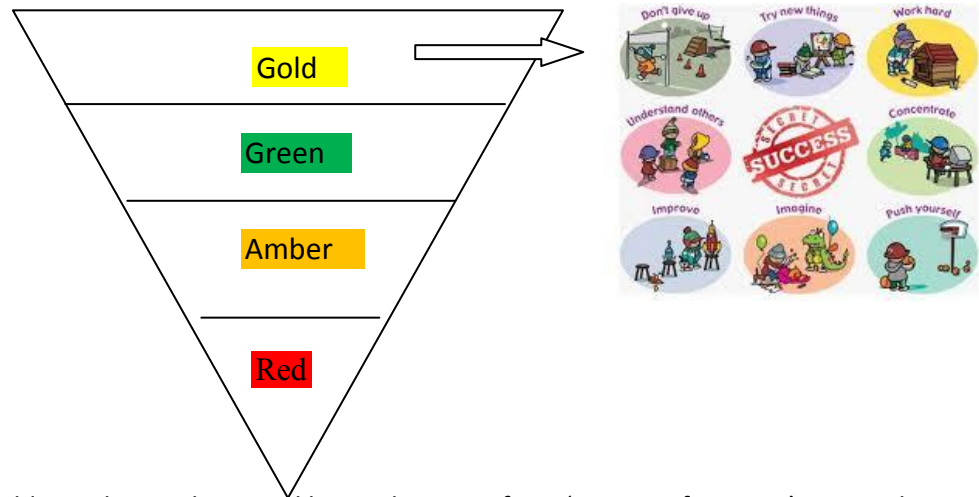 Gold
Green
Amber
Red
Don't give up
Try new things
Work hard
Understand others
SECRET
SUCCESS
SECRET
Concentrate
Improve
Imagine
Push yourself